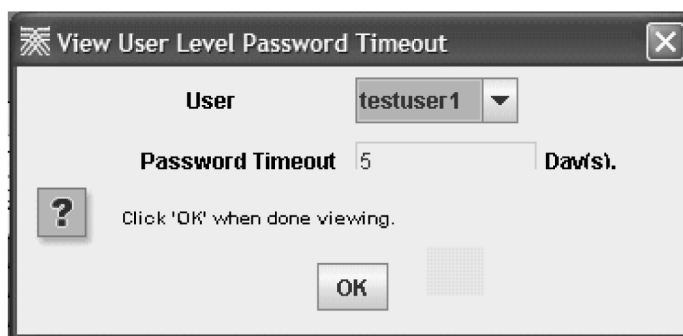 View User Level Password Timeout
User testuser1
Password Timeout 5 Day(s).
? Click 'OK' when done viewing.
OK